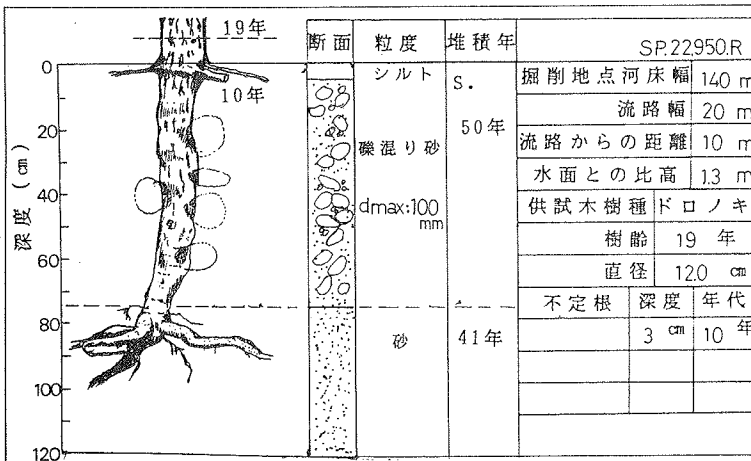 19年
10年
0
20
40
60
80
100
120
深度 (cm)
断面 粒度 堆積年
シルト
礫混り砂
dmax:100
mm
砂
S.
50年
41年
SP.22,950.R
掘削地点河床幅 140 m
流路幅 20 m
流路からの距離 10 m
水面との比高 1.3 m
供試木樹種 ドロノキ
樹齢 19 年
直径 12.0 cm
不定根 深度 年代
3 cm 10 年